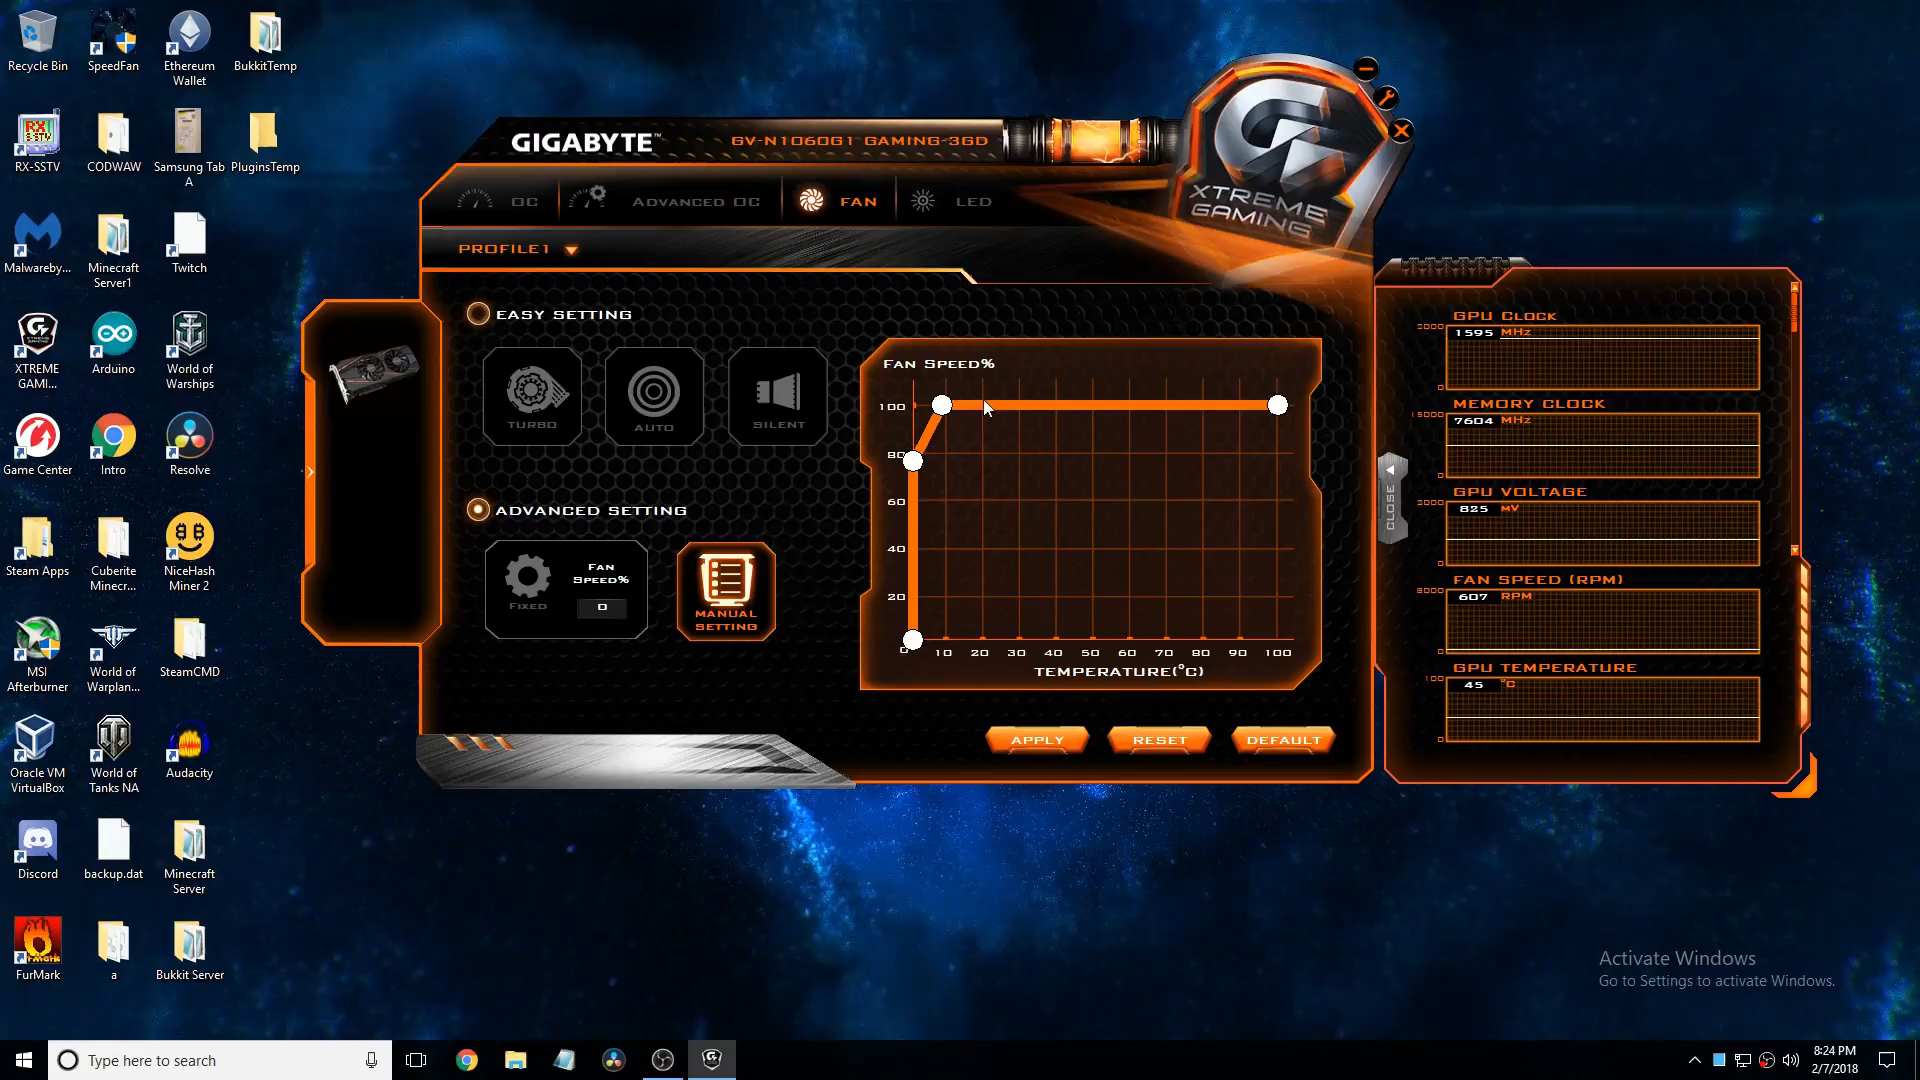 Recycle Bin
SpeedFan
Ethereum
Wallet
BukkitTemp
RX-SSTV
CODWAW
Samsung Tab
A
PluginsTemp
Malwareby...
Minecraft
Server1
Twitch
XTREME
GAMI...
Arduino
World of
Warships
Game Center
Intro
Resolve
Steam Apps
Cuberite
Minecr...
NiceHash
Miner 2
MSI
Afterburner
World of
Warplan...
SteamCMD
Oracle VM
VirtualBox
World of
Tanks NA
Audacity
Discord
backup.dat
Minecraft
Server
FurMark
a
Bukkit Server
GIGABYTE™
GV-N1060G1 GAMING-3GD
XTREME
GAMING
OC
ADVANCED OC
FAN
LED
PROFILE1
EASY SETTING
TURBO
AUTO
SILENT
ADVANCED SETTING
FIXED
FAN
SPEED%
0
MANUAL
SETTING
FAN SPEED%
100
80
60
40
20
0
10 20 30 40 50 60 70 80 90 100
TEMPERATURE(°C)
APPLY
RESET
DEFAULT
CLOSE
GPU CLOCK
2000
1595 MHz
0
MEMORY CLOCK
15000
7604 MHz
0
GPU VOLTAGE
2000
825 MV
0
FAN SPEED (RPM)
8000
607 RPM
0
GPU TEMPERATURE
100
45 °C
0
Activate Windows
Go to Settings to activate Windows.
Type here to search
8:24 PM
2/7/2018